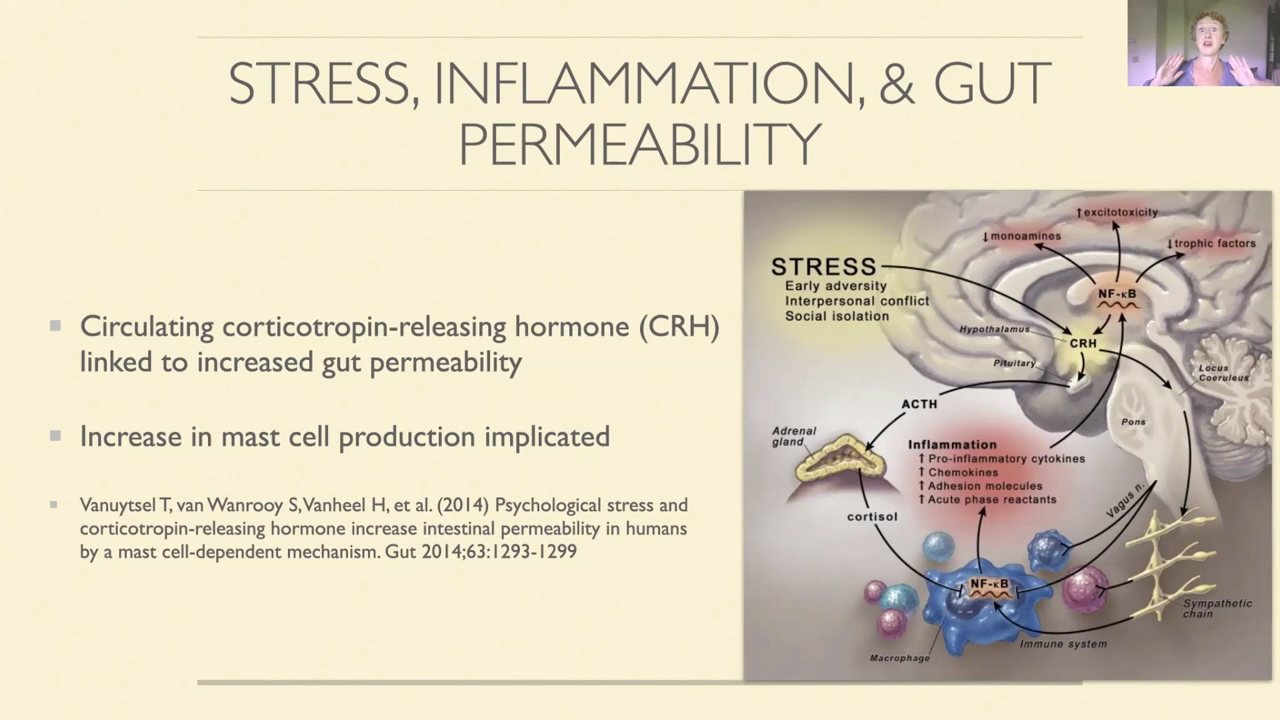 STRESS, INFLAMMATION, & GUT
PERMEABILITY
Circulating corticotropin-releasing hormone (CRH)
linked to increased gut permeability
Increase in mast cell production implicated
Vanuytsel T, van Wanrooy S, Vanheel H, et al. (2014) Psychological stress and
corticotropin-releasing hormone increase intestinal permeability in humans
by a mast cell-dependent mechanism. Gut 2014;63:1293-1299
↑excitotoxicity
↓monoamines
↓trophic factors
STRESS
Early adversity
Interpersonal conflict
Social isolation
NF-κB
Hypothalamus
CRH
Pituitary
Locus
Coeruleus
ACTH
Pons
Adrenal
gland
Inflammation
↑ Pro-inflammatory cytokines
↑ Chemokines
↑ Adhesion molecules
↑ Acute phase reactants
Vagus n.
cortisol
NF-κB
Sympathetic
chain
Immune system
Macrophage